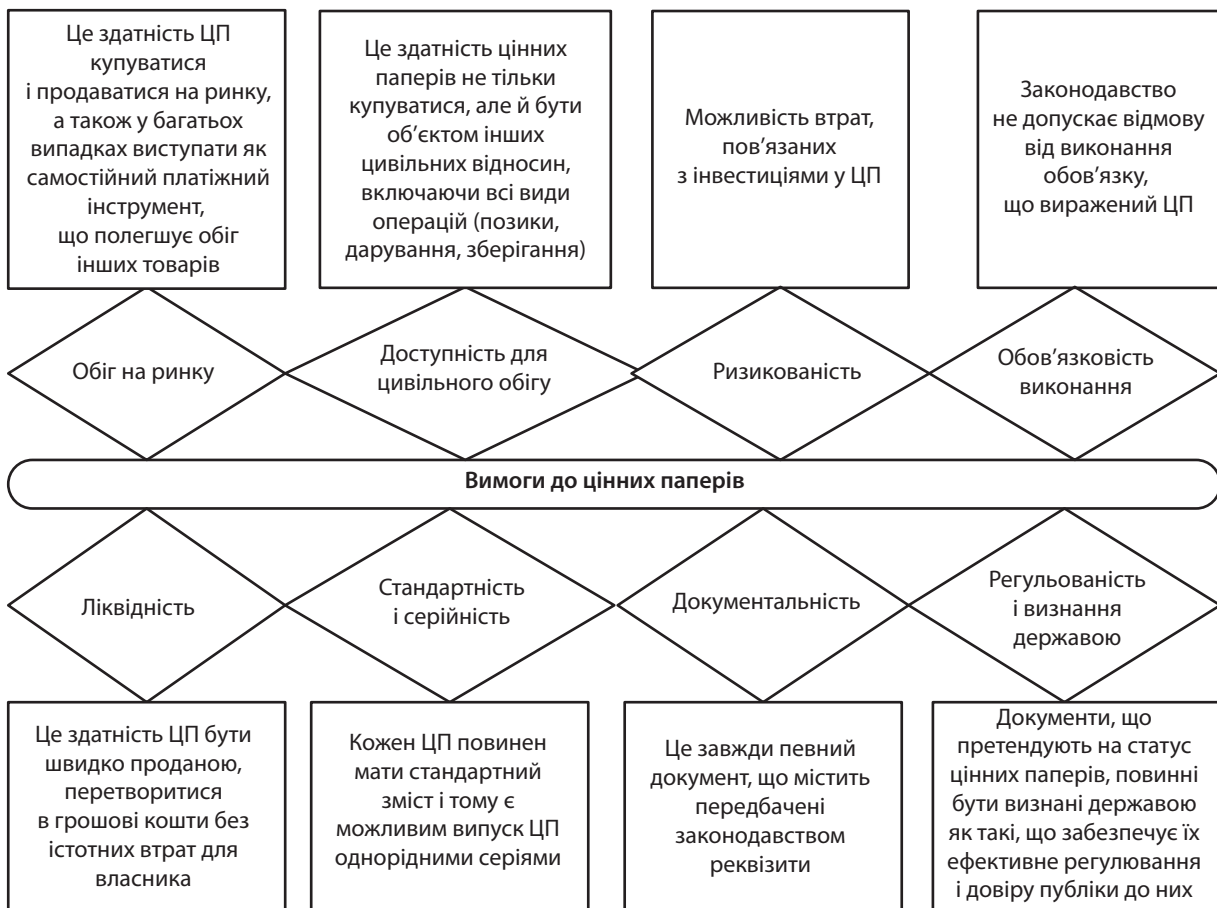 Це здатність ЦП
купуватися
і продаватися на ринку,
а також у багатьох
випадках виступати як
самостійний платіжний
інструмент,
що полегшує обіг
інших товарів
Це здатність цінних
паперів не тільки
купуватися, але й бути
об’єктом інших
цивільних відносин,
включаючи всі види
операцій (позики,
дарування, зберігання)
Можливість втрат,
пов’язаних
з інвестиціями у ЦП
Законодавство
не допускає відмову
від виконання
обов’язку,
що виражений ЦП
Обіг на ринку
Доступність для
цивільного обігу
Ризикованість
Обов’язковість
виконання
Вимоги до цінних паперів
Ліквідність
Стандартність
і серійність
Документальність
Регульованість
і визнання
державою
Це здатність ЦП бути
швидко проданою,
перетворитися
в грошові кошти без
істотних втрат для
власника
Кожен ЦП повинен
мати стандартний
зміст і тому є
можливим випуск ЦП
однорідними серіями
Це завжди певний
документ, що містить
передбачені
законодавством
реквізити
Документи, що
претендують на статус
цінних паперів, повинні
бути визнані державою
як такі, що забезпечує їх
ефективне регулювання
і довіру публіки до них